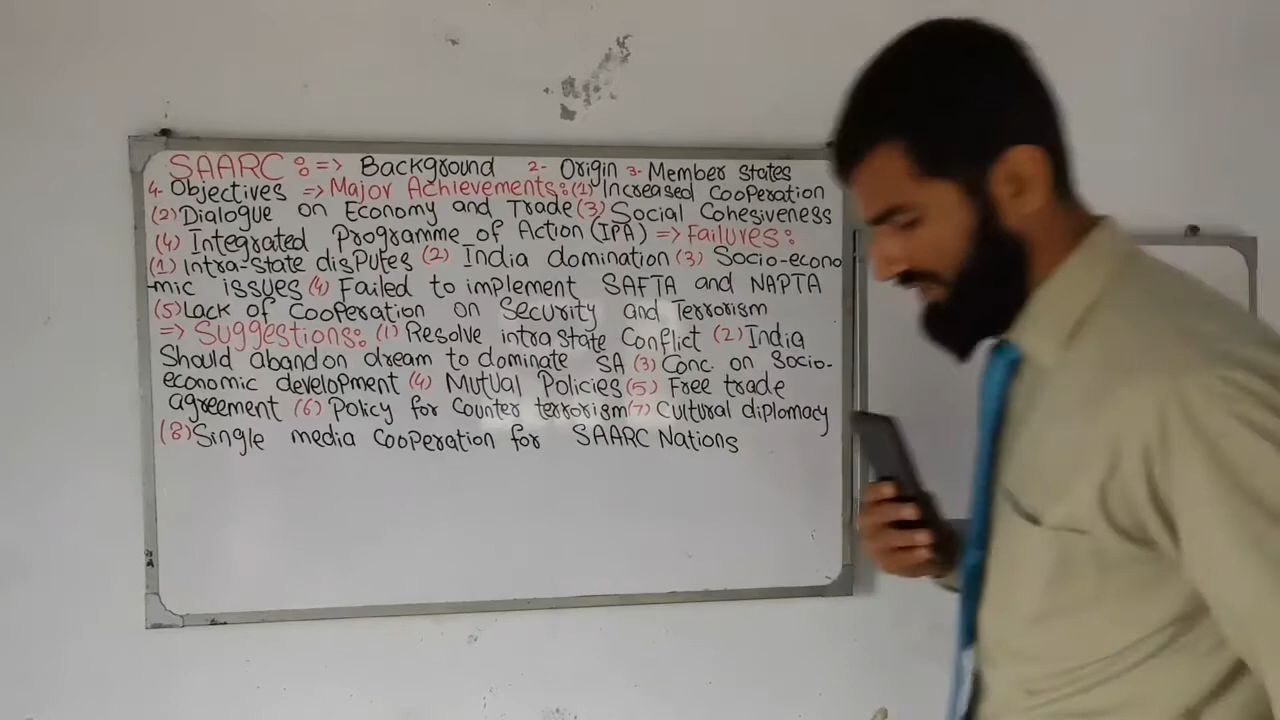 SAARC :=> Background 2- Origin 3- Member states
4- Objectives => Major Achievements:(1) Increased Cooperation
(2) Dialogue on Economy and Trade (3) Social Cohesiveness
(4) Integrated Programme of Action (IPA) => Failures:
(1) Intra-state disputes (2) India domination (3) Socio-econo
-mic issues (4) Failed to implement SAFTA and NAPTA
(5) Lack of Cooperation on Security and Terrorism
=> Suggestions: (1) Resolve intra state Conflict (2) India
Should abandon dream to dominate SA (3) Conc. on Socio-
economic development (4) Mutual Policies (5) Free trade
agreement (6) Policy for Counter terrorism (7) Cultural diplomacy
(8) Single media Cooperation for SAARC Nations